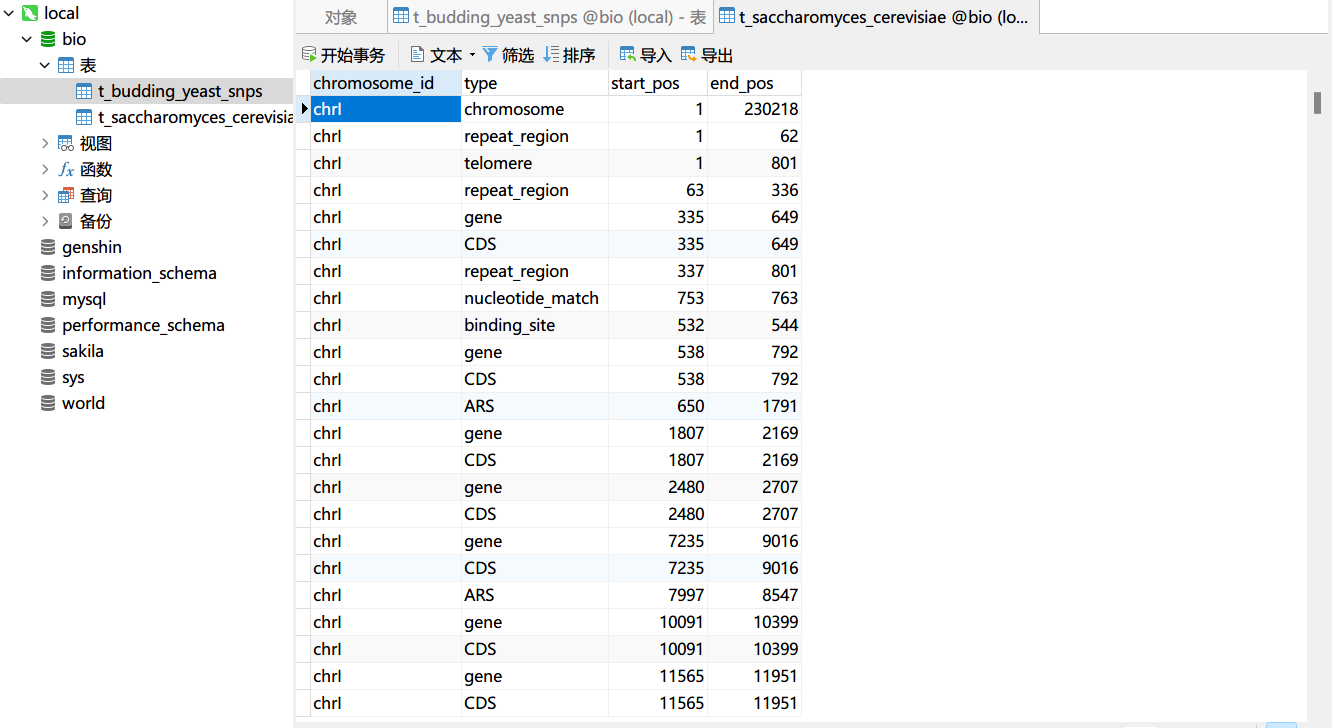 local
bio
表
t_budding_yeast_snps
t_saccharomyces_cerevisia
视图
函数
查询
备份
genshin
information_schema
mysql
performance_schema
sakila
sys
world
对象 t_budding_yeast_snps @bio (local) - 表 t_saccharomyces_cerevisiae @bio (lo...
开始事务 文本 筛选 排序 导入 导出
chromosome_id type start_pos end_pos
chrI chromosome 1 230218
chrI repeat_region 1 62
chrI telomere 1 801
chrI repeat_region 63 336
chrI gene 335 649
chrI CDS 335 649
chrI repeat_region 337 801
chrI nucleotide_match 753 763
chrI binding_site 532 544
chrI gene 538 792
chrI CDS 538 792
chrI ARS 650 1791
chrI gene 1807 2169
chrI CDS 1807 2169
chrI gene 2480 2707
chrI CDS 2480 2707
chrI gene 7235 9016
chrI CDS 7235 9016
chrI ARS 7997 8547
chrI gene 10091 10399
chrI CDS 10091 10399
chrI gene 11565 11951
chrI CDS 11565 11951